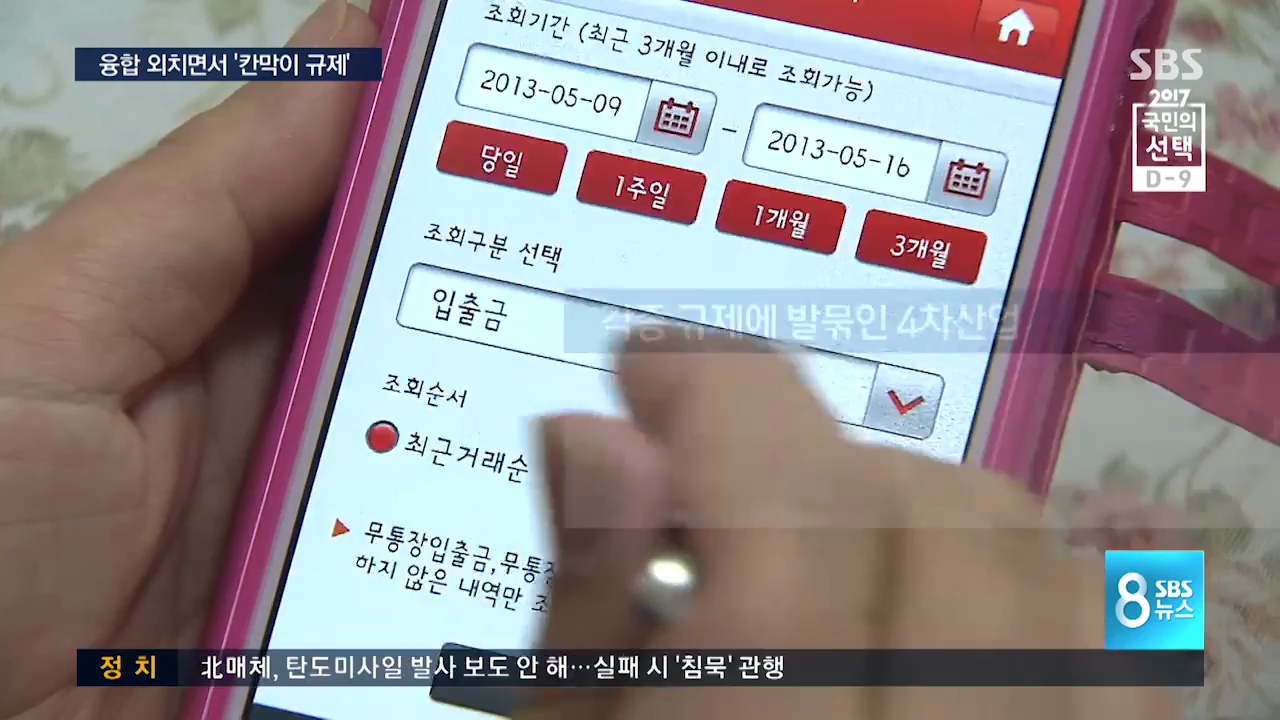 융합 외치면서 '칸막이 규제'
SBS
2017
국민의
선택
D-9
조회기간 (최근 3개월 이내로 조회가능)
2013-05-09
-
2013-05-16
당일
1주일
1개월
3개월
조회구분 선택
입출금
각종 규제에 발묶인 4차산업
조회순서
최근거래순
무통장입출금,무통장
하지 않은 내역만 조
8 SBS
뉴스
정치
北매체, 탄도미사일 발사 보도 안 해…실패 시 '침묵' 관행